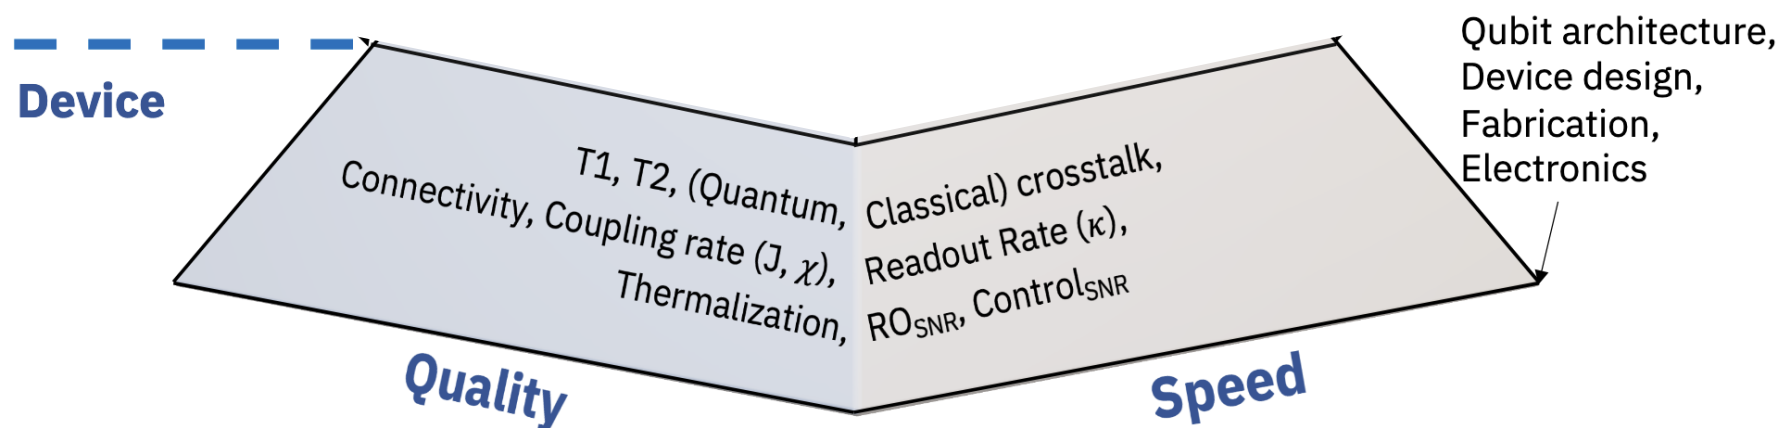 Device
Qubit architecture,
Device design,
Fabrication,
Electronics
T1, T2, (Quantum, Classical) crosstalk,
Connectivity, Coupling rate (J, χ), Readout Rate (κ),
Thermalization, RO_SNR, Control_SNR
Quality
Speed